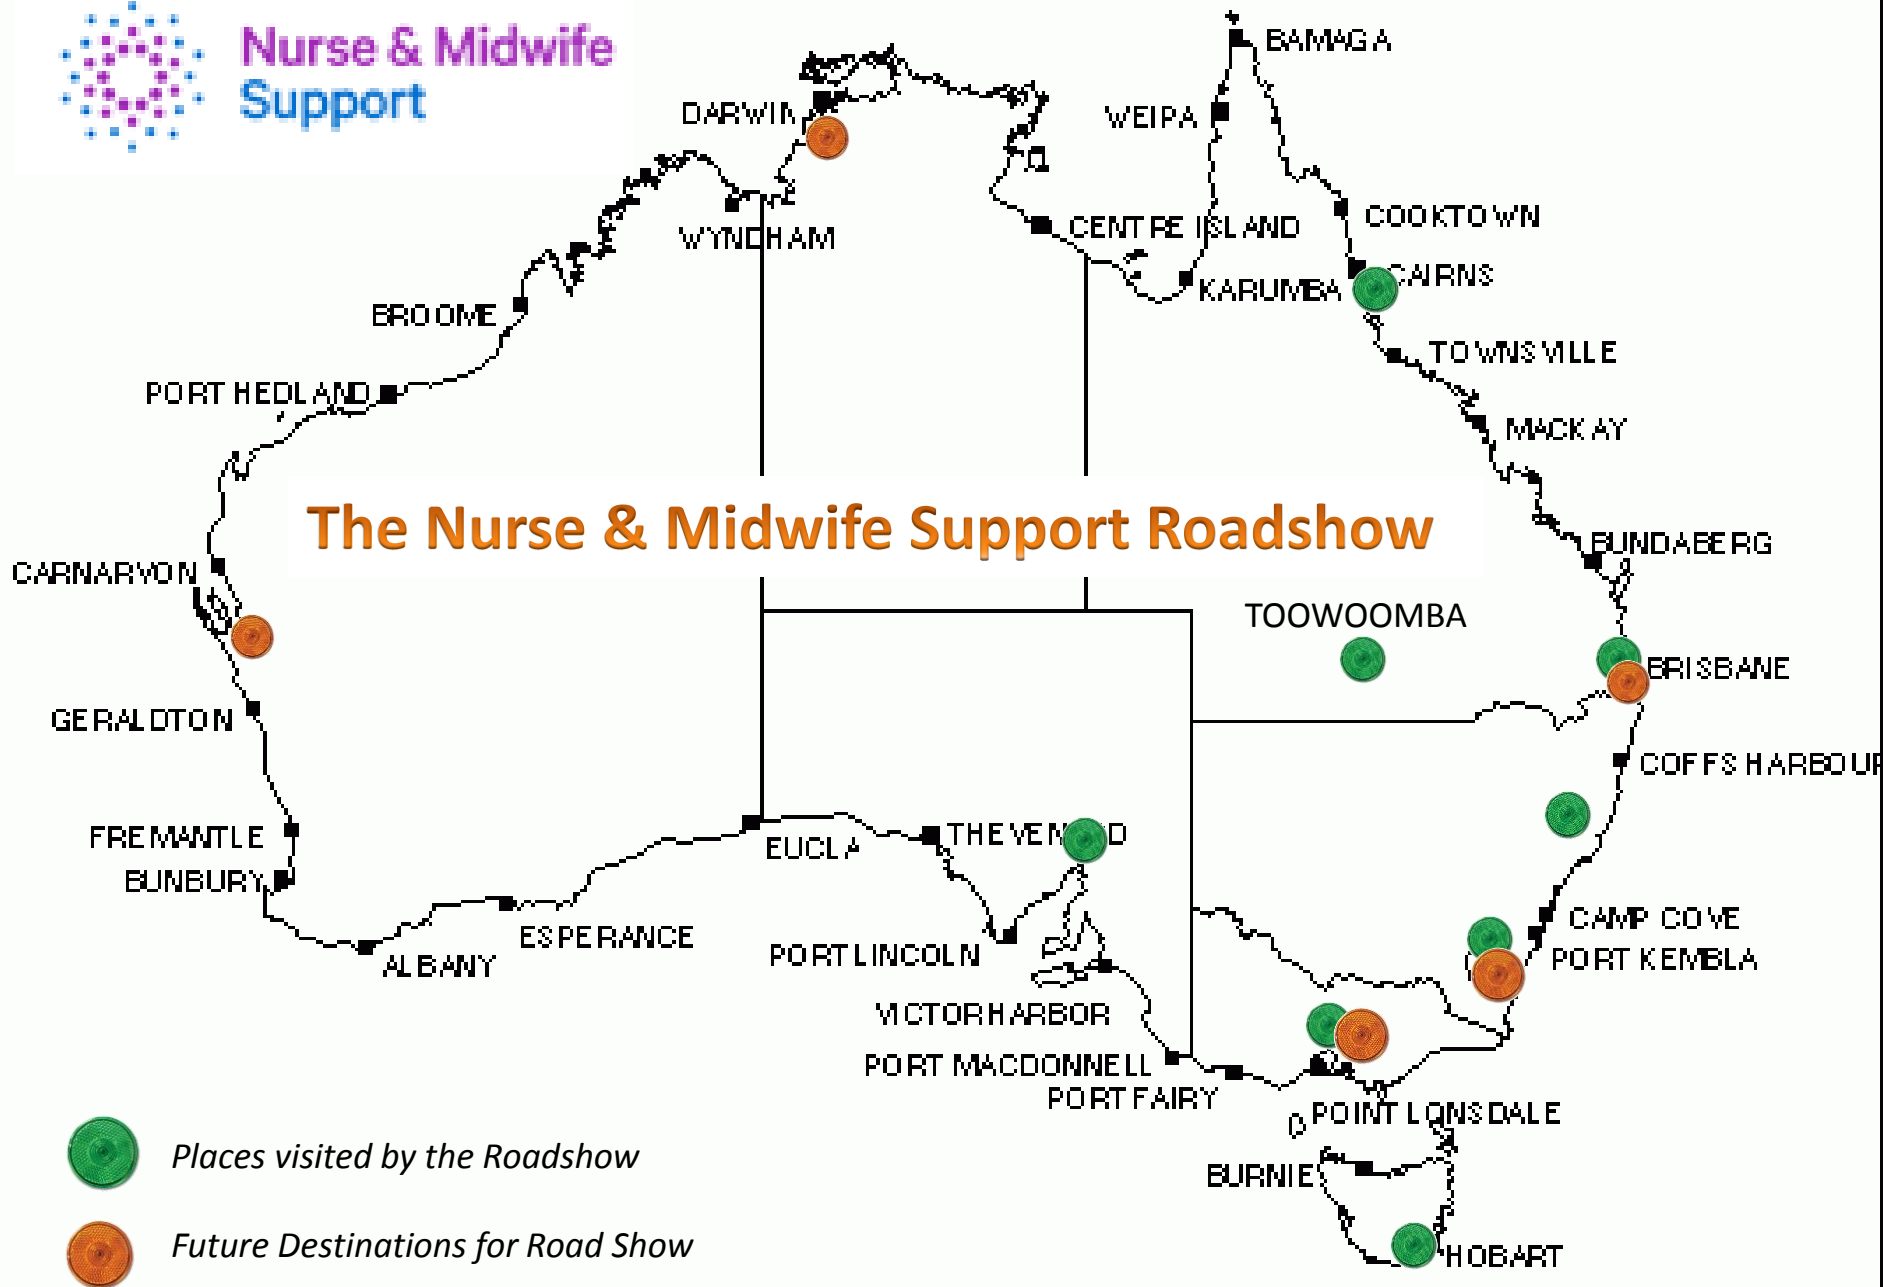 Nurse & Midwife
Support
BAMAGA
DARWIN
WEIPA
COOKTOWN
CENTRE ISLAND
WYNDHAM
CAIRNS
KARUMBA
BROOME
TOWNSVILLE
PORT HEDLAND
MACKAY
The Nurse & Midwife Support Roadshow
BUNDABERG
CARNARVON
TOOWOOMBA
BRISBANE
GERALDTON
COFFS HARBOUR
FREMANTLE
THEVENARD
EUCLA
BUNBURY
CAMP COVE
ESPERANCE
PORT LINCOLN
PORT KEMBLA
ALBANY
VICTOR HARBOR
PORT MACDONNELL
PORT FAIRY
POINT LONSDALE
Places visited by the Roadshow
BURNIE
Future Destinations for Road Show
HOBART